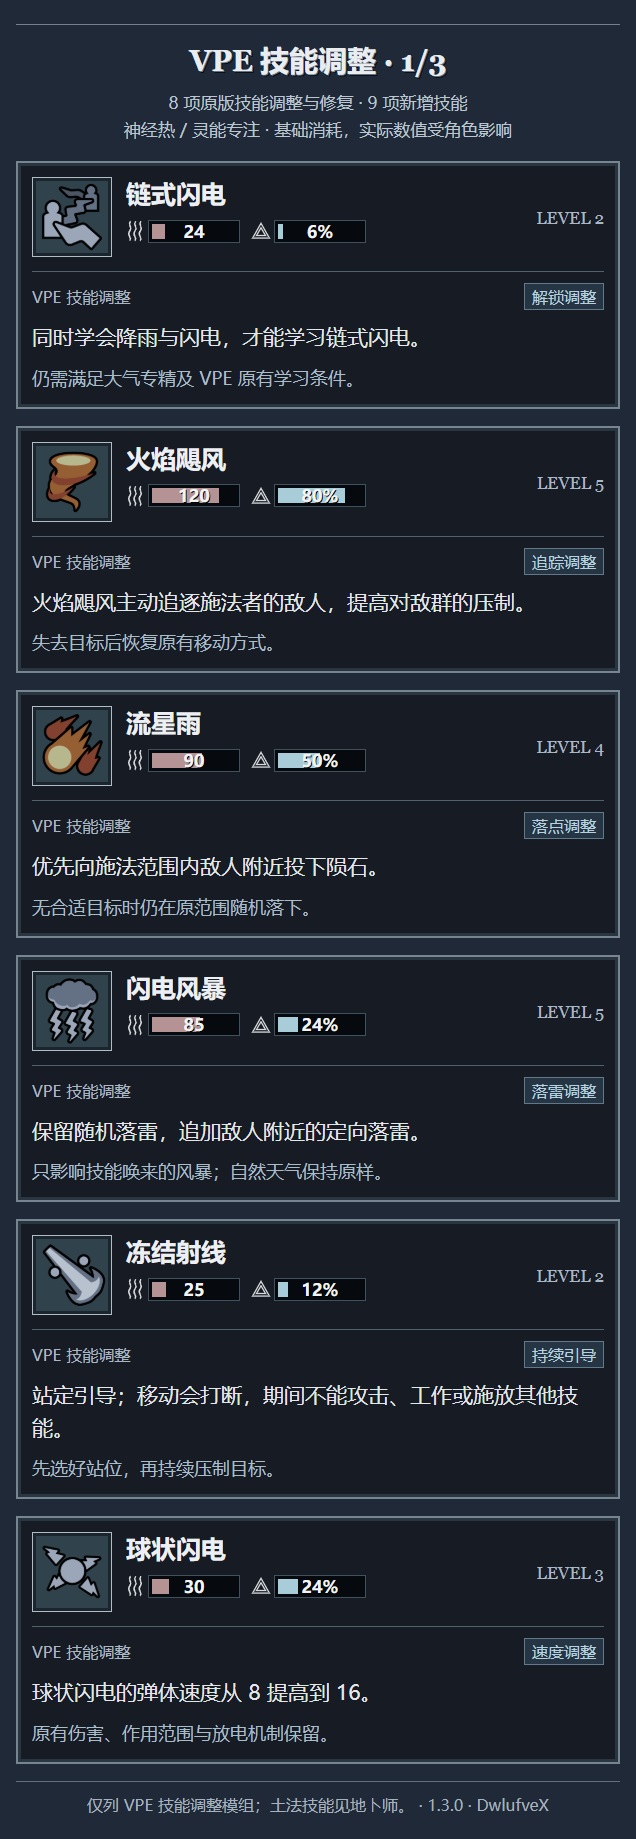 VPE 技能调整 · 1/3
8 项原版技能调整与修复 · 9 项新增技能
神经热 / 灵能专注 · 基础消耗，实际数值受角色影响
链式闪电
24 6%
LEVEL 2
VPE 技能调整
解锁调整
同时学会降雨与闪电，才能学习链式闪电。
仍需满足大气专精及 VPE 原有学习条件。
火焰飓风
120 80%
LEVEL 5
VPE 技能调整
追踪调整
火焰飓风主动追逐施法者的敌人，提高对敌群的压制。
失去目标后恢复原有移动方式。
流星雨
90 50%
LEVEL 4
VPE 技能调整
落点调整
优先向施法范围内敌人附近投下陨石。
无合适目标时仍在原范围随机落下。
闪电风暴
85 24%
LEVEL 5
VPE 技能调整
落雷调整
保留随机落雷，追加敌人附近的定向落雷。
只影响技能唤来的风暴；自然天气保持原样。
冻结射线
25 12%
LEVEL 2
VPE 技能调整
持续引导
站定引导；移动会打断，期间不能攻击、工作或施放其他技
能。
先选好站位，再持续压制目标。
球状闪电
30 24%
LEVEL 3
VPE 技能调整
速度调整
球状闪电的弹体速度从 8 提高到 16。
原有伤害、作用范围与放电机制保留。
仅列 VPE 技能调整模组；土法技能见地卜师。 · 1.3.0 · DwlufveX